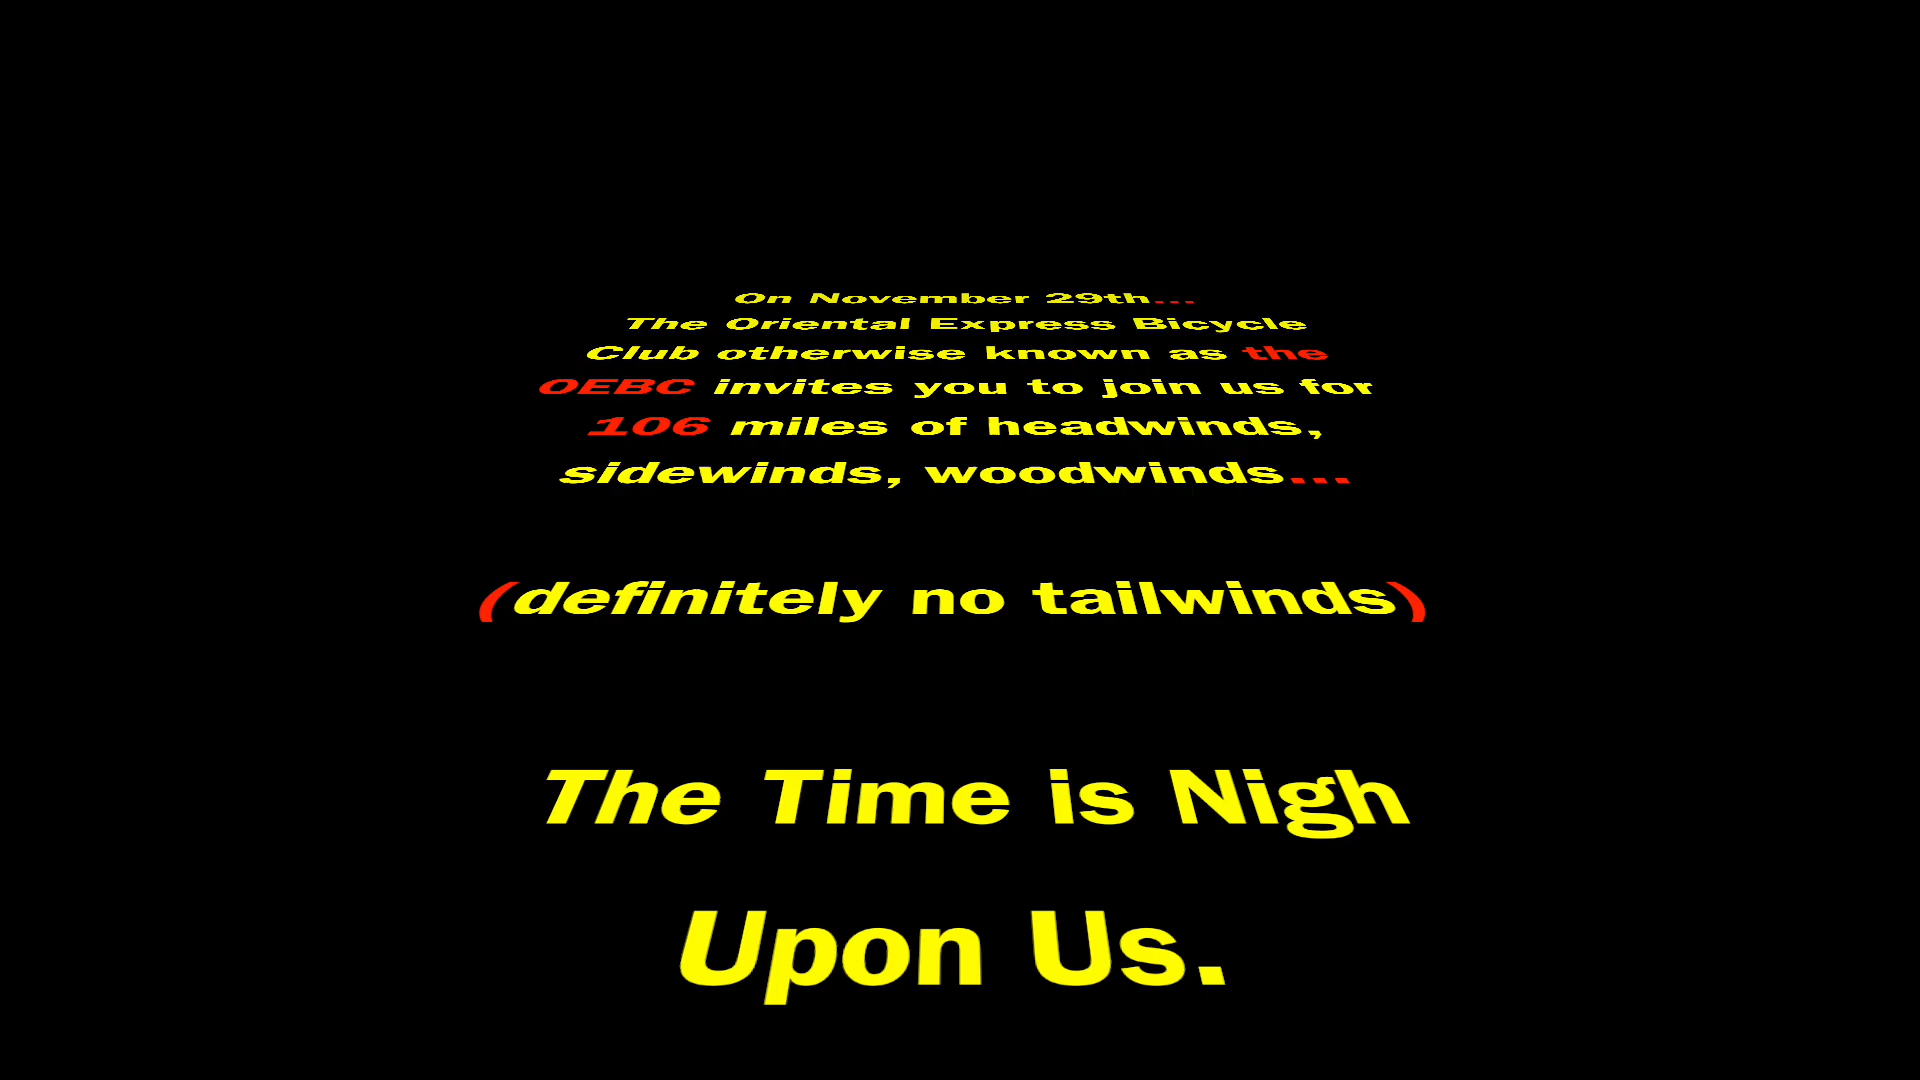 On November 29th...
The Oriental Express Bicycle
Club otherwise known as the
OEBC invites you to join us for
106 miles of headwinds,
sidewinds, woodwinds...
(definitely no tailwinds)
The Time is Nigh
Upon Us.